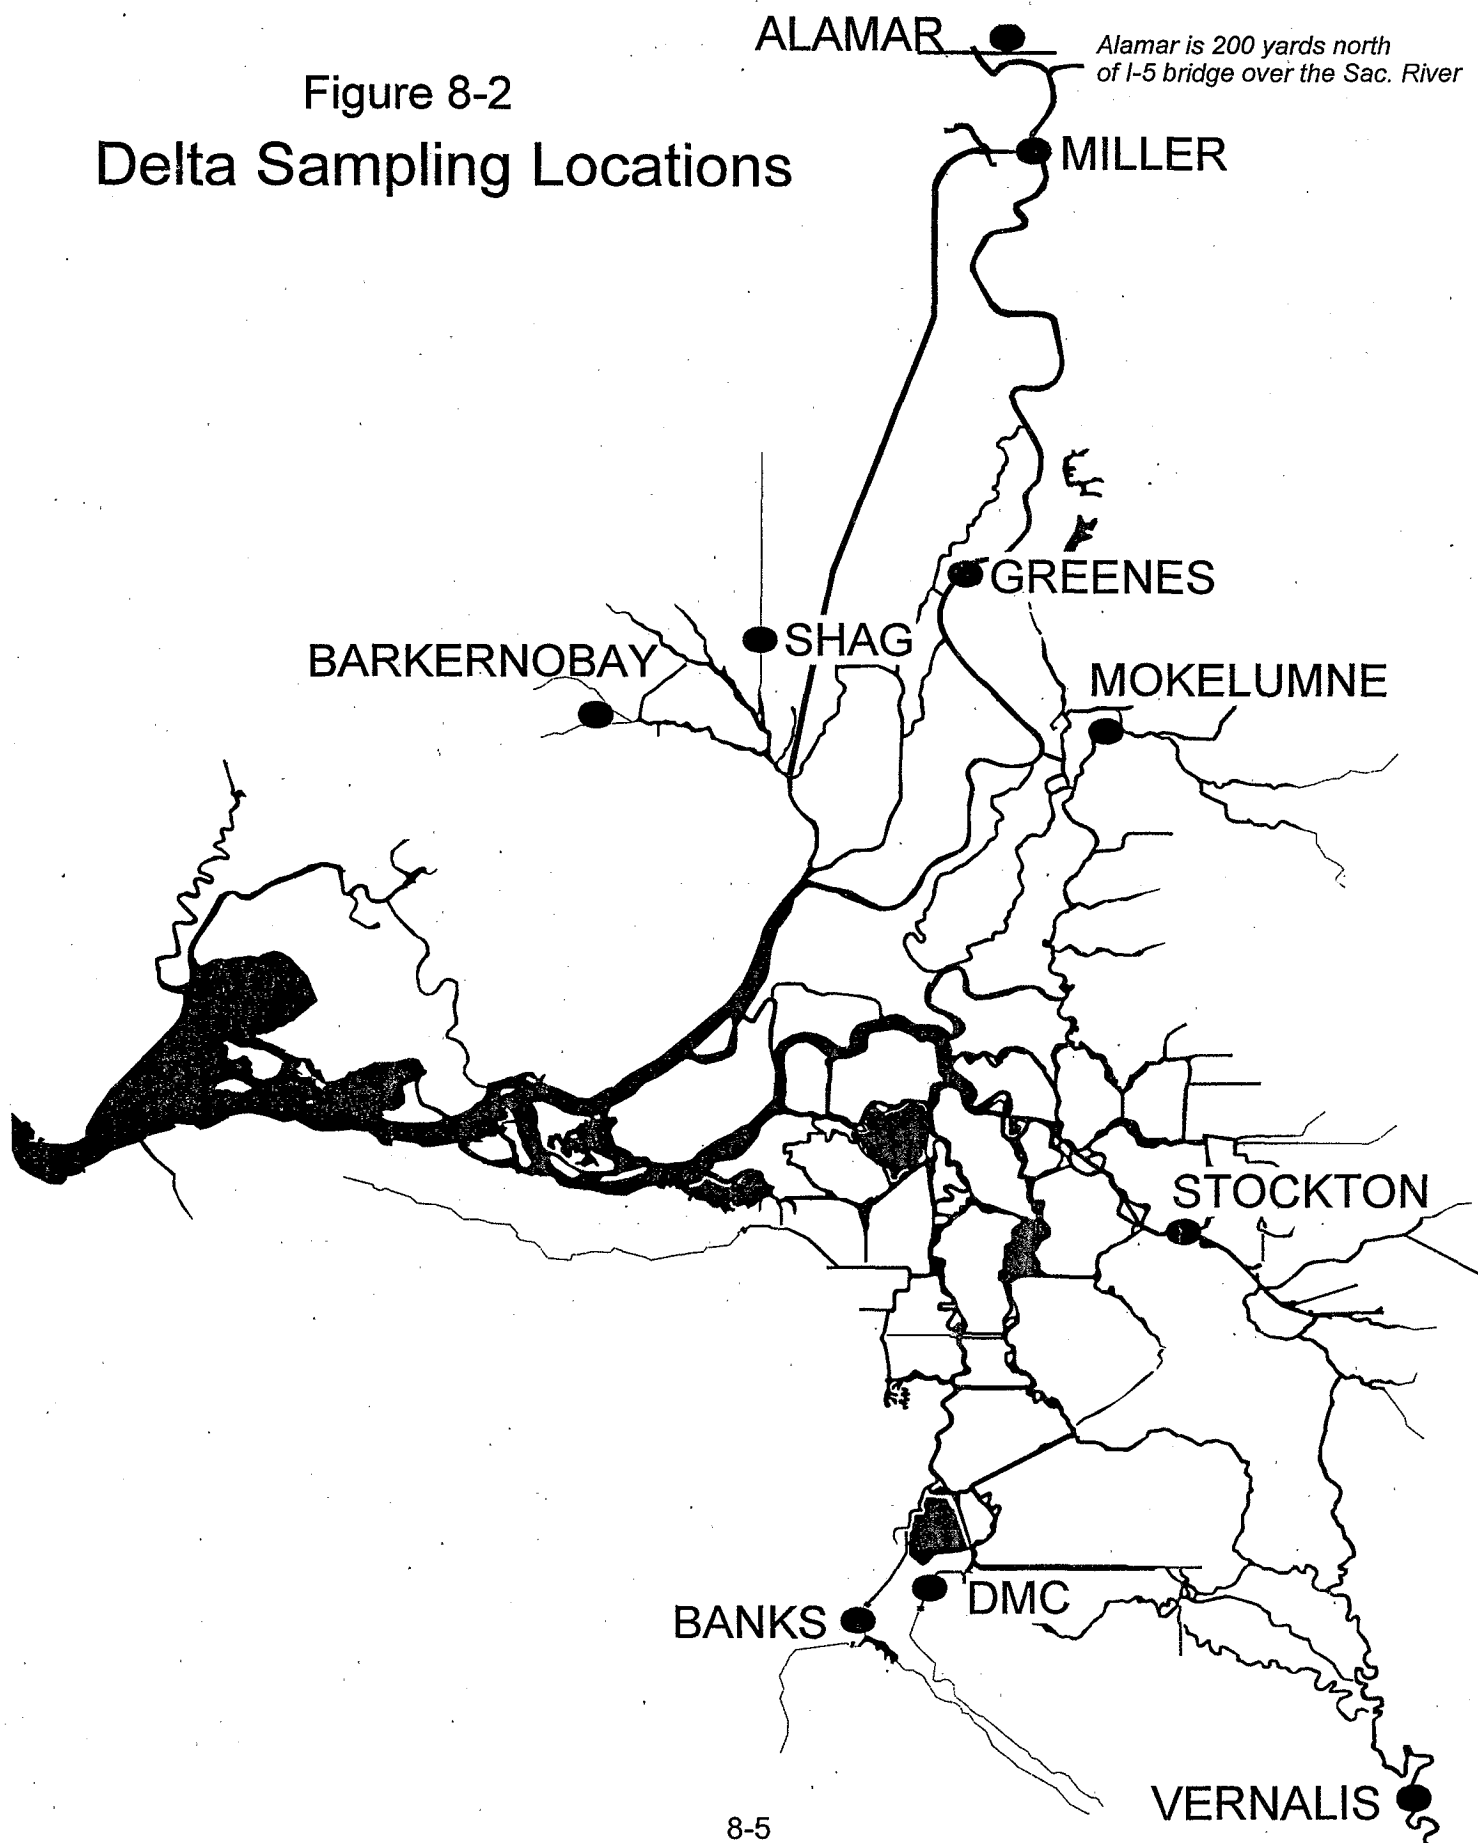 ALAMAR
Alamar is 200 yards north
of I-5 bridge over the Sac. River
Figure 8-2
Delta Sampling Locations
MILLER
GREENES
SHAG
BARKERNOBAY
MOKELUMNE
STOCKTON
DMC
BANKS
VERNALIS
8-5